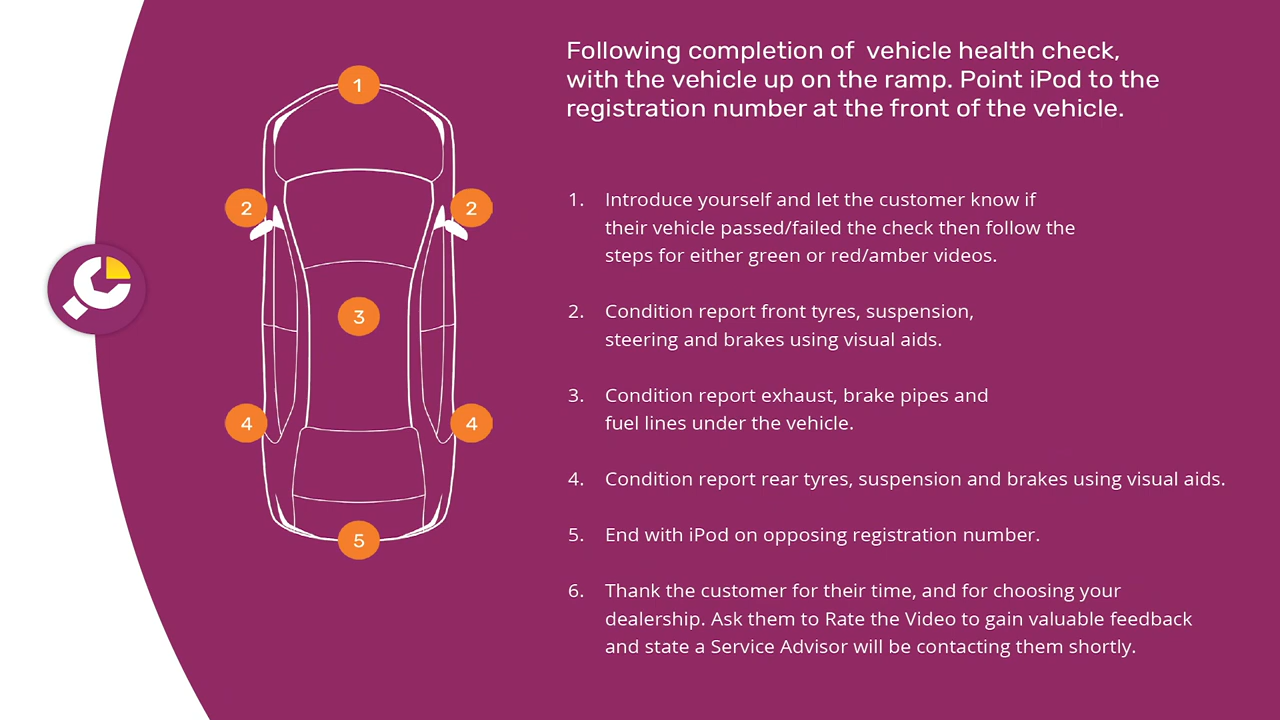 Following completion of  vehicle health check,
with the vehicle up on the ramp. Point iPod to the
registration number at the front of the vehicle.
1
2
2
3
4
4
5
1. Introduce yourself and let the customer know if
their vehicle passed/failed the check then follow the
steps for either green or red/amber videos.
2. Condition report front tyres, suspension,
steering and brakes using visual aids.
3. Condition report exhaust, brake pipes and
fuel lines under the vehicle.
4. Condition report rear tyres, suspension and brakes using visual aids.
5. End with iPod on opposing registration number.
6. Thank the customer for their time, and for choosing your
dealership. Ask them to Rate the Video to gain valuable feedback
and state a Service Advisor will be contacting them shortly.